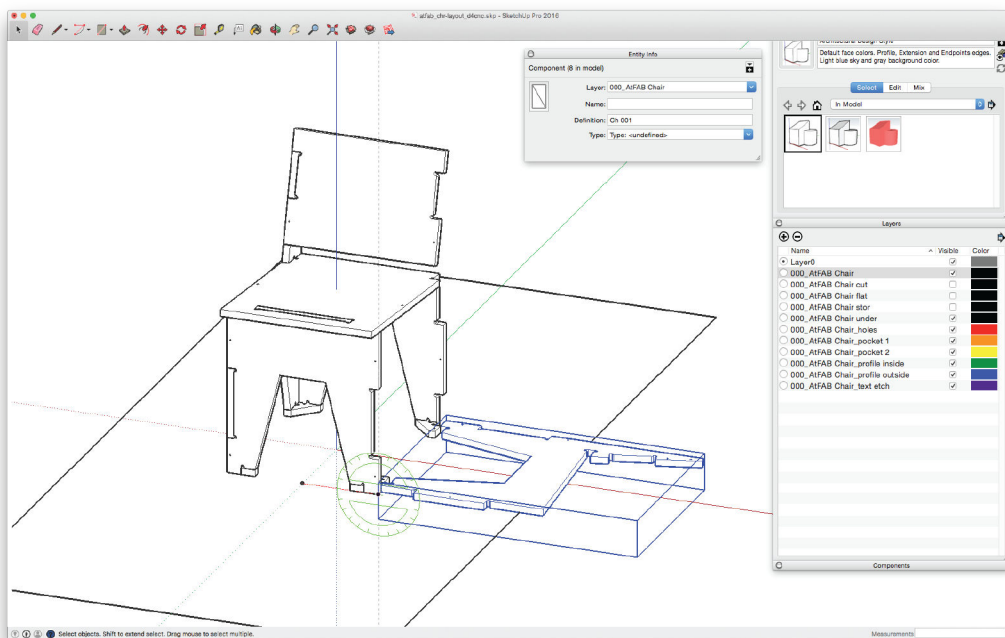 atfab_chr-layout_d4cnc.skp - SketchUp Pro 2016
Entity Info
Component (8 in model)
Layer: 000_AtFAB Chair
Name:
Definition: Ch 001
Type: Type: <undefined>
Default face colors. Profile, Extension and Endpoints edges.
Light blue sky and gray background color.
Select Edit Mix
In Model
Layers
Name Visible Color
Layer0
000_AtFAB Chair
000_AtFAB Chair cut
000_AtFAB Chair flat
000_AtFAB Chair stor
000_AtFAB Chair under
000_AtFAB Chair_holes
000_AtFAB Chair_pocket 1
000_AtFAB Chair_pocket 2
000_AtFAB Chair_profile inside
000_AtFAB Chair_profile outside
000_AtFAB Chair_text etch
Components
Select objects. Shift to extend select. Drag mouse to select multiple.
Measurements